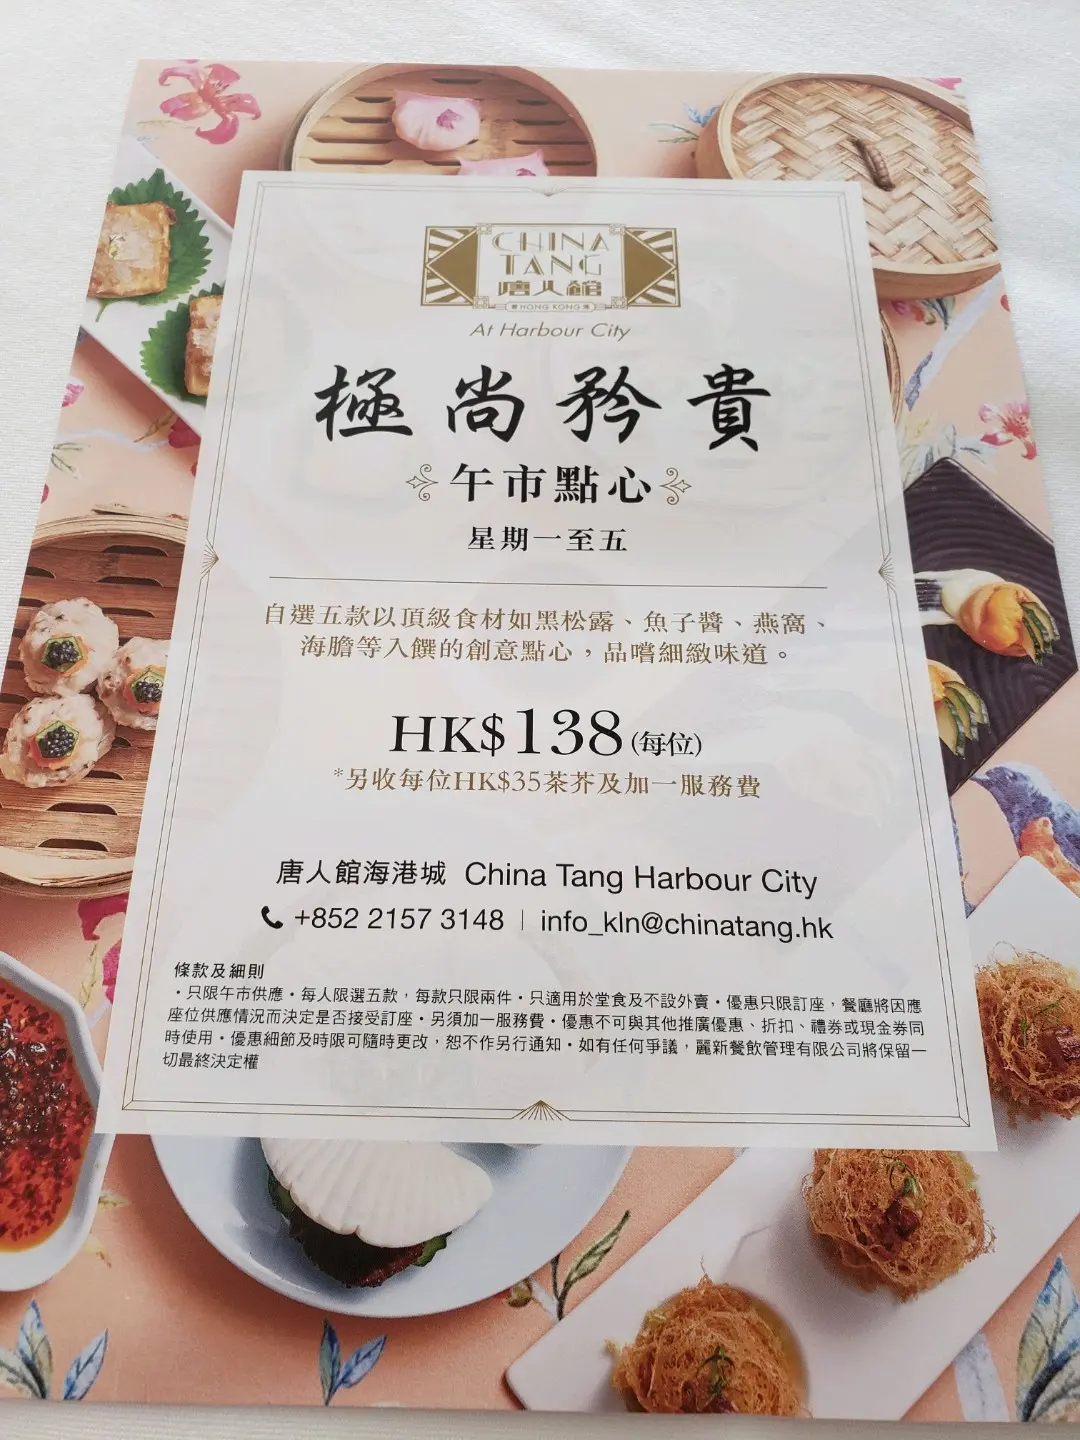 CHINA
TANG
唐人館
HONG KONG
At Harbour City
極尚矜貴
午市點心
星期一至五
自選五款以頂級食材如黑松露、魚子醬、燕窩、
海膽等入饌的創意點心，品嚐細緻味道。
HK$138(每位)
*另收每位HK$35茶芥及加一服務費
唐人館海港城 China Tang Harbour City
+852 2157 3148 | info_kln@chinatang.hk
條款及細則
・只限午市供應・每人限選五款，每款只限兩件・只適用於堂食及不設外賣・優惠只限訂座，餐廳將因應
座位供應情況而決定是否接受訂座・另須加一服務費・優惠不可與其他推廣優惠、折扣、禮券或現金券同
時使用・優惠細節及時限可隨時更改，恕不作另行通知・如有任何爭議，麗新餐飲管理有限公司將保留一
切最終決定權